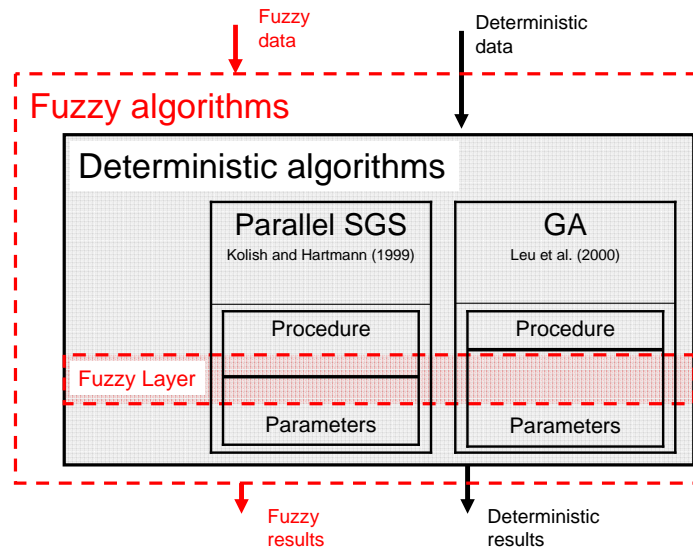 Fuzzy
data
Deterministic
data
Fuzzy algorithms
Deterministic algorithms
Parallel SGS
Kolish and Hartmann (1999)
GA
Leu et al. (2000)
Procedure
Procedure
Fuzzy Layer
Parameters
Parameters
Fuzzy
results
Deterministic
results